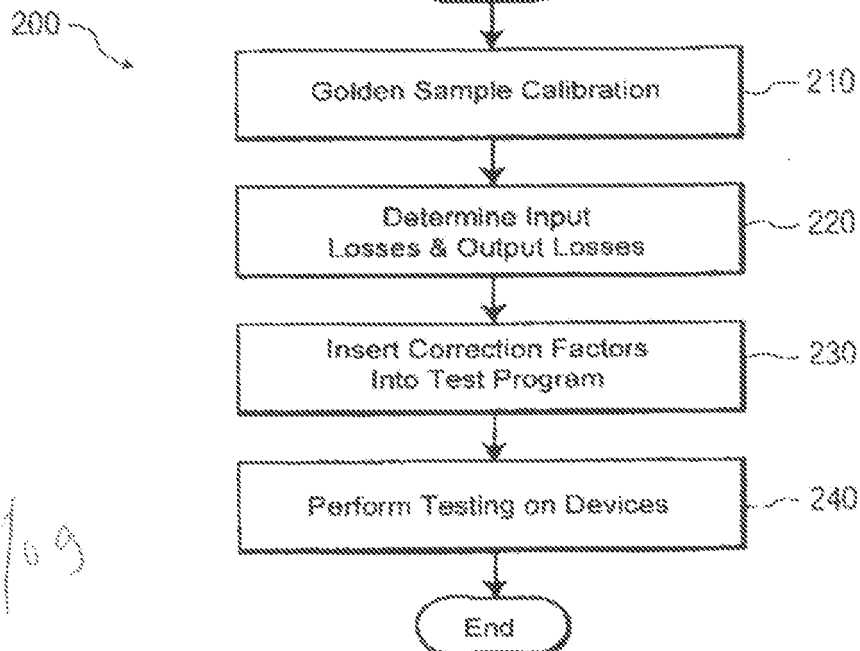 200
Golden Sample Calibration
210
Determine Input
Losses & Output Losses
220
Insert Correction Factors
Into Test Program
230
Perform Testing on Devices
240
End